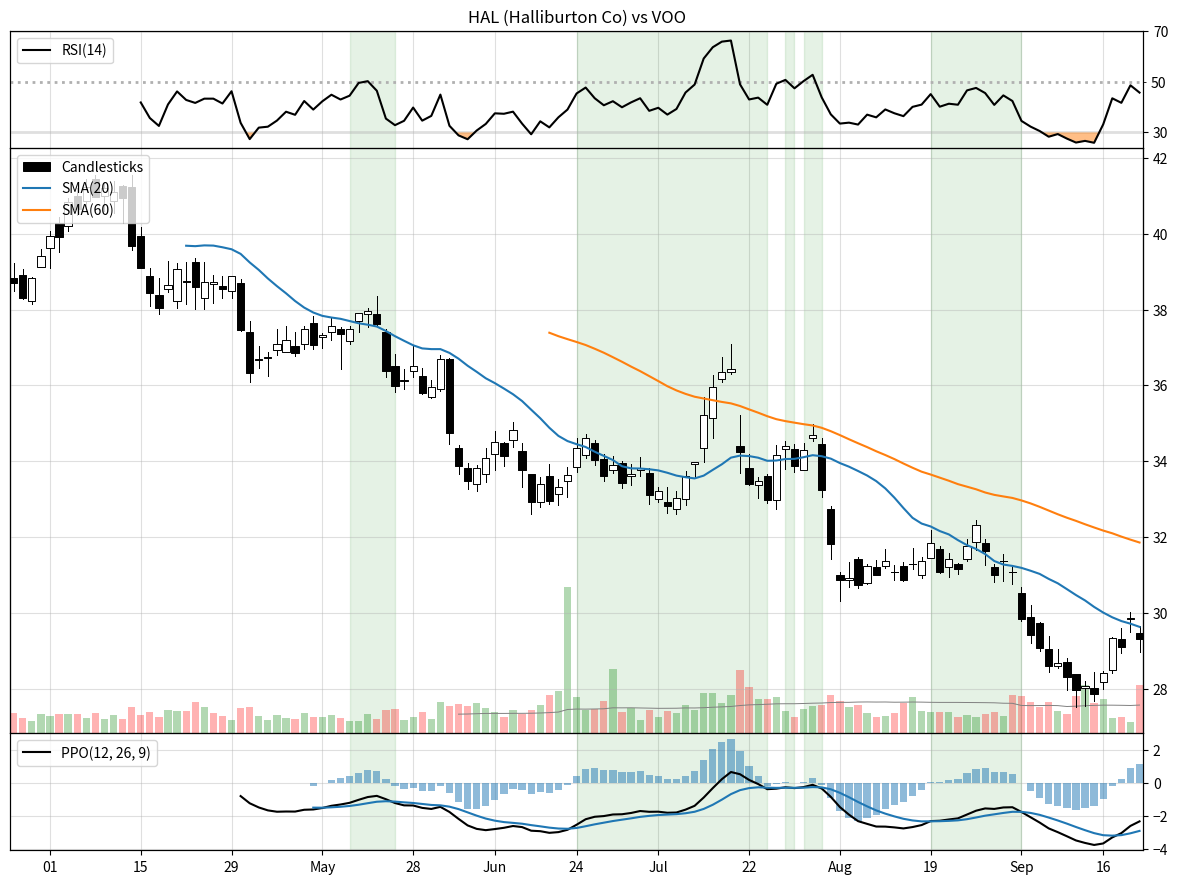 HAL (Halliburton Co) vs VOO
RSI(14)
70
50
30
Candlesticks
SMA(20)
SMA(60)
42
40
38
36
34
32
30
28
PPO(12, 26, 9)
2
0
−2
−4
01 15 29 May 28 Jun 24 Jul 22 Aug 19 Sep 16